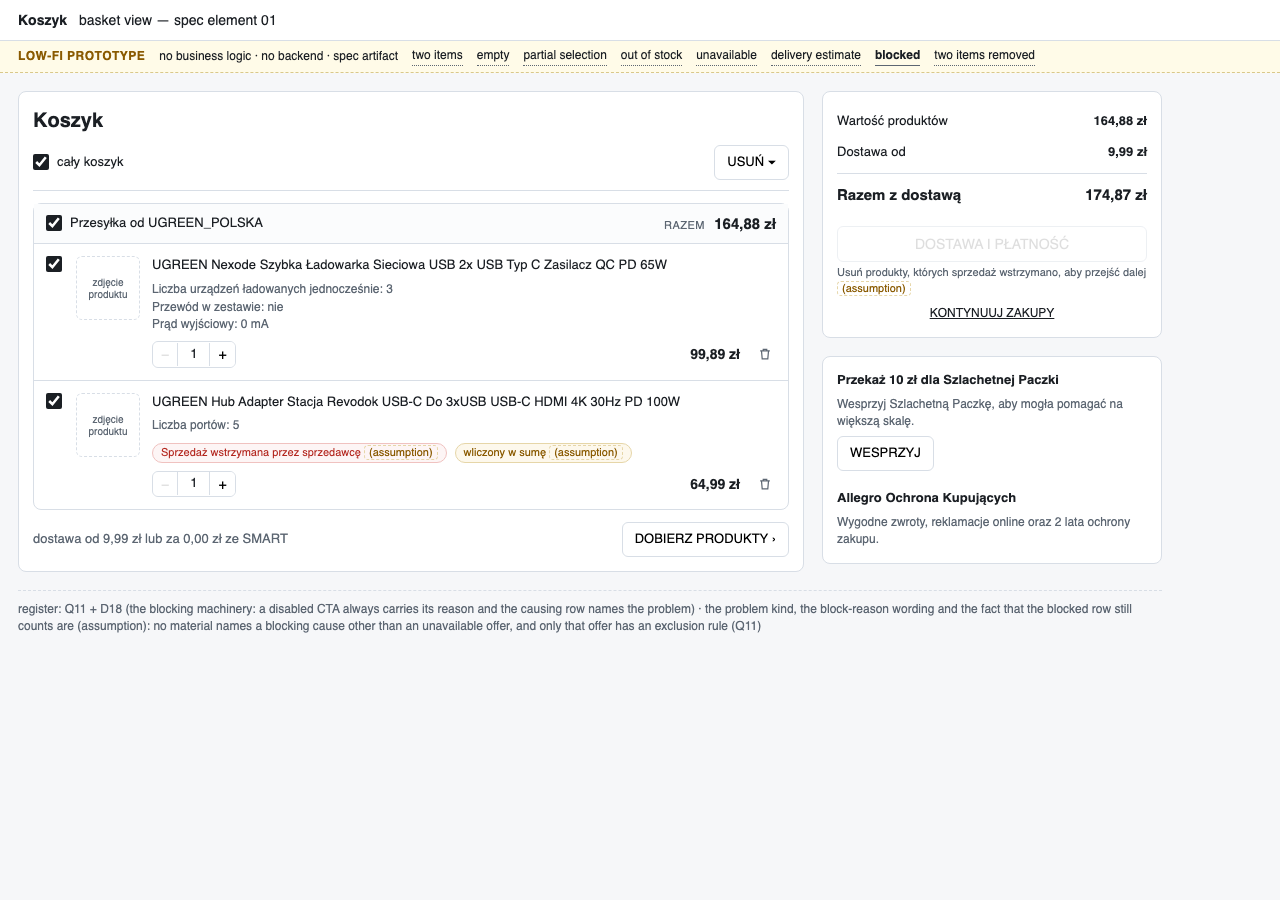 Koszyk basket view — spec element 01
LOW-FI PROTOTYPE no business logic · no backend · spec artifact two items empty partial selection out of stock unavailable delivery estimate blocked two items removed
Koszyk
cały koszyk
USUŃ
Przesyłka od UGREEN_POLSKA
RAZEM 164,88 zł
zdjęcie
produktu
UGREEN Nexode Szybka Ładowarka Sieciowa USB 2x USB Typ C Zasilacz QC PD 65W
Liczba urządzeń ładowanych jednocześnie: 3
Przewód w zestawie: nie
Prąd wyjściowy: 0 mA
− 1 +
99,89 zł
zdjęcie
produktu
UGREEN Hub Adapter Stacja Revodok USB-C Do 3xUSB USB-C HDMI 4K 30Hz PD 100W
Liczba portów: 5
Sprzedaż wstrzymana przez sprzedawcę (assumption) wliczony w sumę (assumption)
− 1 +
64,99 zł
dostawa od 9,99 zł lub za 0,00 zł ze SMART
DOBIERZ PRODUKTY ›
Wartość produktów 164,88 zł
Dostawa od 9,99 zł
Razem z dostawą 174,87 zł
DOSTAWA I PŁATNOŚĆ
Usuń produkty, których sprzedaż wstrzymano, aby przejść dalej
(assumption)
KONTYNUUJ ZAKUPY
Przekaż 10 zł dla Szlachetnej Paczki
Wesprzyj Szlachetną Paczkę, aby mogła pomagać na
większą skalę.
WESPRZYJ
Allegro Ochrona Kupujących
Wygodne zwroty, reklamacje online oraz 2 lata ochrony
zakupu.
register: Q11 + D18 (the blocking machinery: a disabled CTA always carries its reason and the causing row names the problem) · the problem kind, the block-reason wording and the fact that the blocked row still
counts are (assumption): no material names a blocking cause other than an unavailable offer, and only that offer has an exclusion rule (Q11)